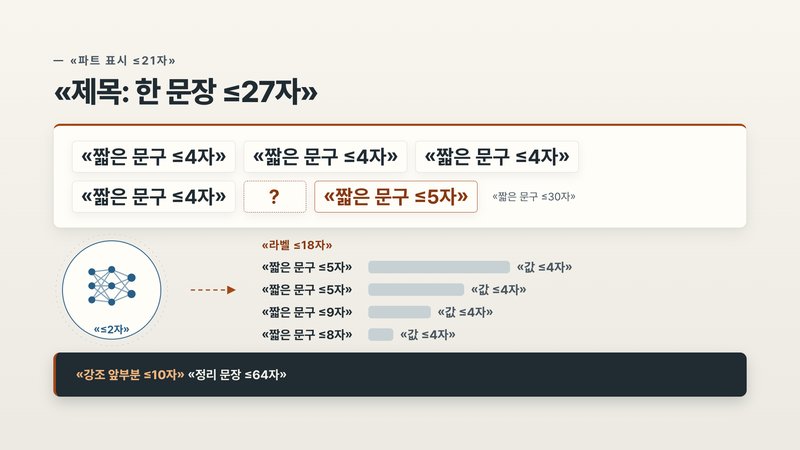 — «파트 표시 ≤21자»
«제목: 한 문장 ≤27자»
«짧은 문구 ≤4자» «짧은 문구 ≤4자» «짧은 문구 ≤4자»
«짧은 문구 ≤4자» ? «짧은 문구 ≤5자» «짧은 문구 ≤30자»
«≤2자»
«라벨 ≤18자»
«짧은 문구 ≤5자» «값 ≤4자»
«짧은 문구 ≤5자» «값 ≤4자»
«짧은 문구 ≤9자» «값 ≤4자»
«짧은 문구 ≤8자» «값 ≤4자»
«강조 앞부분 ≤10자» «정리 문장 ≤64자»